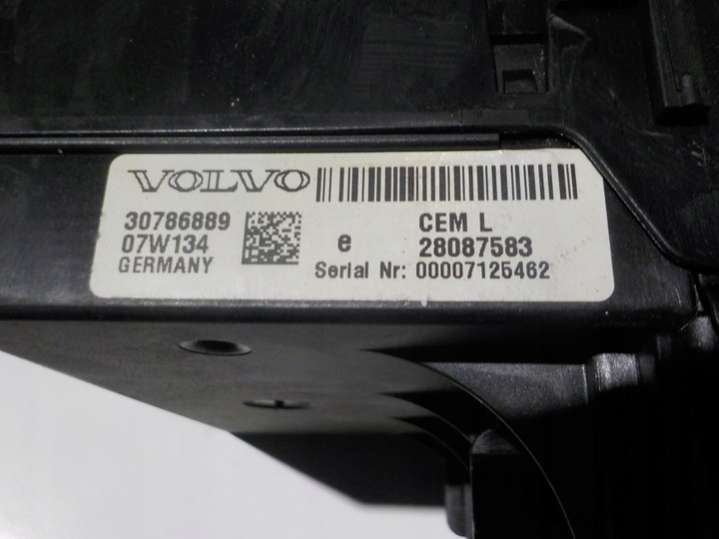 VOLVO
30786889
07W134
GERMANY
e
CEM L
28087583
Serial Nr: 00007125462